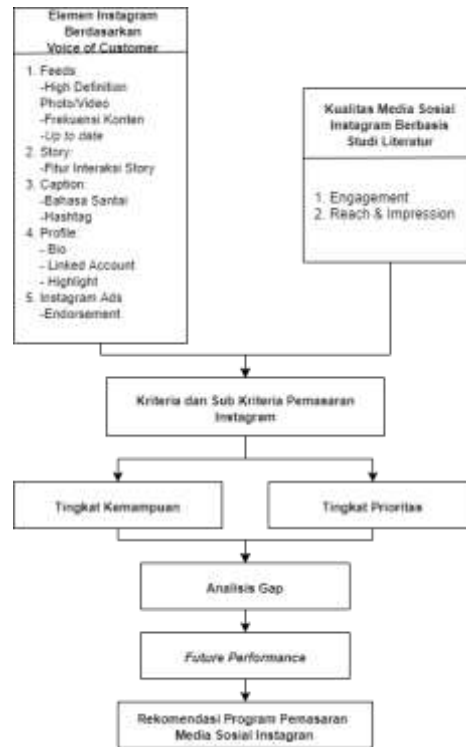 Elemen Instagram
Berdasarkan
Voice of Customer
1. Feeds:
-High Definition
Photo/Video
-Frekuensi Konten
-Up to date
2. Story:
-Fitur Interaksi Story
3. Caption:
-Bahasa Santai
-Hashtag
4. Profile:
- Bio
- Linked Account
- Highlight
5. Instagram Ads
-Endorsement
Kualitas Media Sosial
Instagram Berbasis
Studi Literatur
1. Engagement
2. Reach & Impression
Kriteria dan Sub Kriteria Pemasaran
Instagram
Tingkat Kemampuan
Tingkat Prioritas
Analisis Gap
Future Performance
Rekomendasi Program Pemasaran
Media Sosial Instagran